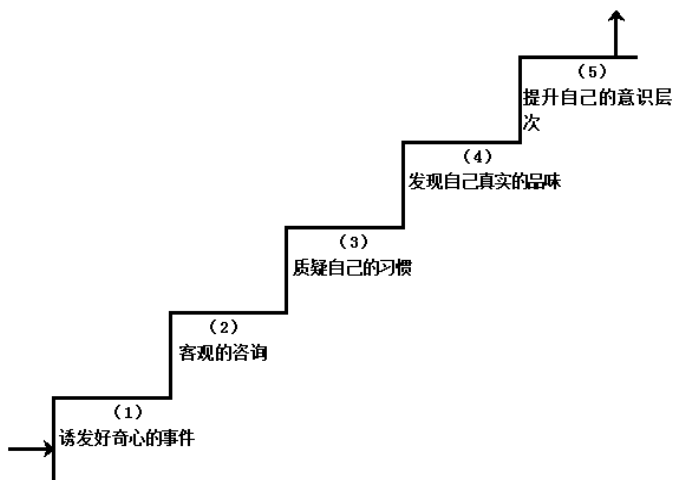 （5）
提升自己的意识层
次
（4）
发现自己真实的品味
（3）
质疑自己的习惯
（2）
客观的咨询
（1）
诱发好奇心的事件